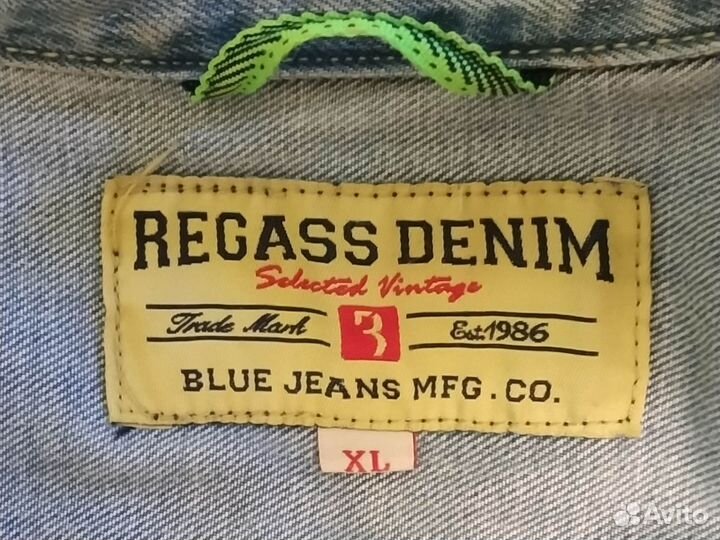 REGASS DENIM
Selected Vintage
Trade Mark 3 Est.1986
BLUE JEANS MFG.CO.
XL
Avito